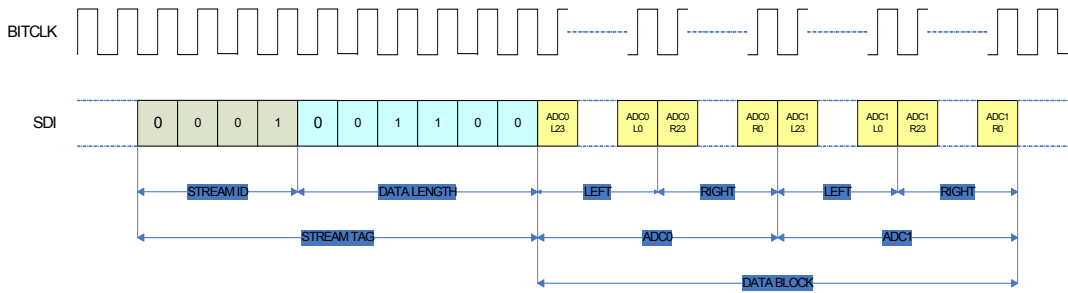 BITCLK
SDI
0 0 0 1 0 0 1 1 0 0 ADC0 L23 ADC0 L0 ADC0 R23 ADC0 R0 ADC1 L23 ADC1 L0 ADC1 R23 ADC1 R0
STREAM ID DATA LENGTH LEFT RIGHT LEFT RIGHT
STREAM TAG ADC0 ADC1
DATA BLOCK